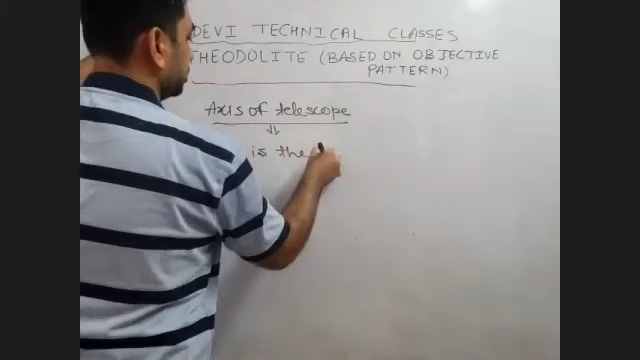 DEVI TECHNICAL CLASSES
THEODOLITE (BASED ON OBJECTIVE
PATTERN)
Axis of telescope
is the